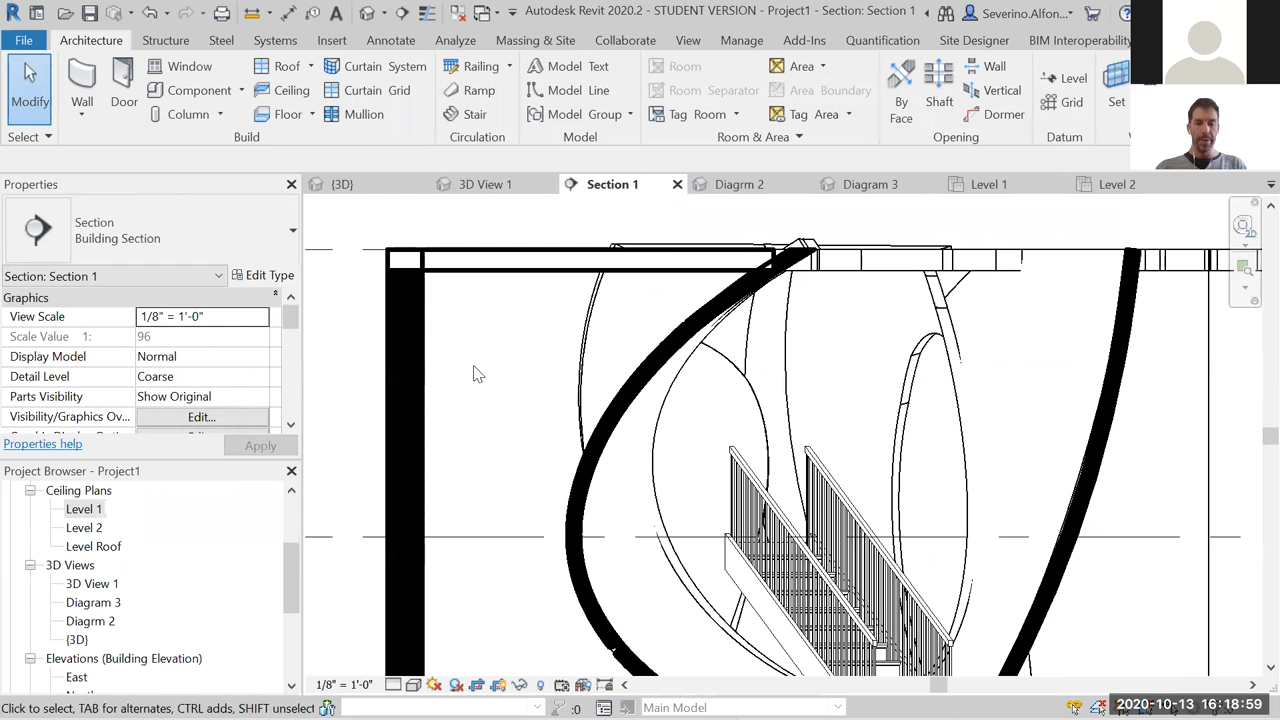 Autodesk Revit 2020.2 - STUDENT VERSION - Project1 - Section: Section 1
Severino.Alfon...
File Architecture Structure Steel Systems Insert Annotate Analyze Massing & Site Collaborate View Manage Add-Ins Quantification Site Designer BIM Interoperability
Modify
Wall
Door
Window
Component
Column
Roof
Ceiling
Floor
Curtain System
Curtain Grid
Mullion
Railing
Ramp
Stair
Model Text
Model Line
Model Group
Room
Room Separator
Tag Room
Area
Area Boundary
Tag Area
By
Face
Shaft
Wall
Vertical
Dormer
Level
Grid
Set
Select
Build
Circulation
Model
Room & Area
Opening
Datum
Properties
{3D}
3D View 1
Section 1
Diagrm 2
Diagram 3
Level 1
Level 2
Section
Building Section
Section: Section 1
Edit Type
Graphics
View Scale 1/8" = 1'-0"
Scale Value 1: 96
Display Model Normal
Detail Level Coarse
Parts Visibility Show Original
Visibility/Graphics Ov... Edit...
Properties help
Apply
Project Browser - Project1
Ceiling Plans
Level 1
Level 2
Level Roof
3D Views
3D View 1
Diagram 3
Diagrm 2
{3D}
Elevations (Building Elevation)
East
1/8" = 1'-0"
Click to select, TAB for alternates, CTRL adds, SHIFT unselect
:0
Main Model
2020-10-13 16:18:59